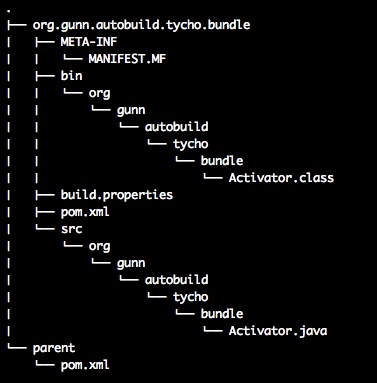 .
├── org.gunn.autobuild.tycho.bundle
│   ├── META-INF
│   │   └── MANIFEST.MF
│   ├── bin
│   │   └── org
│   │       └── gunn
│   │           └── autobuild
│   │               └── tycho
│   │                   └── bundle
│   │                       └── Activator.class
│   ├── build.properties
│   ├── pom.xml
│   └── src
│       └── org
│           └── gunn
│               └── autobuild
│                   └── tycho
│                       └── bundle
│                           └── Activator.java
└── parent
    └── pom.xml